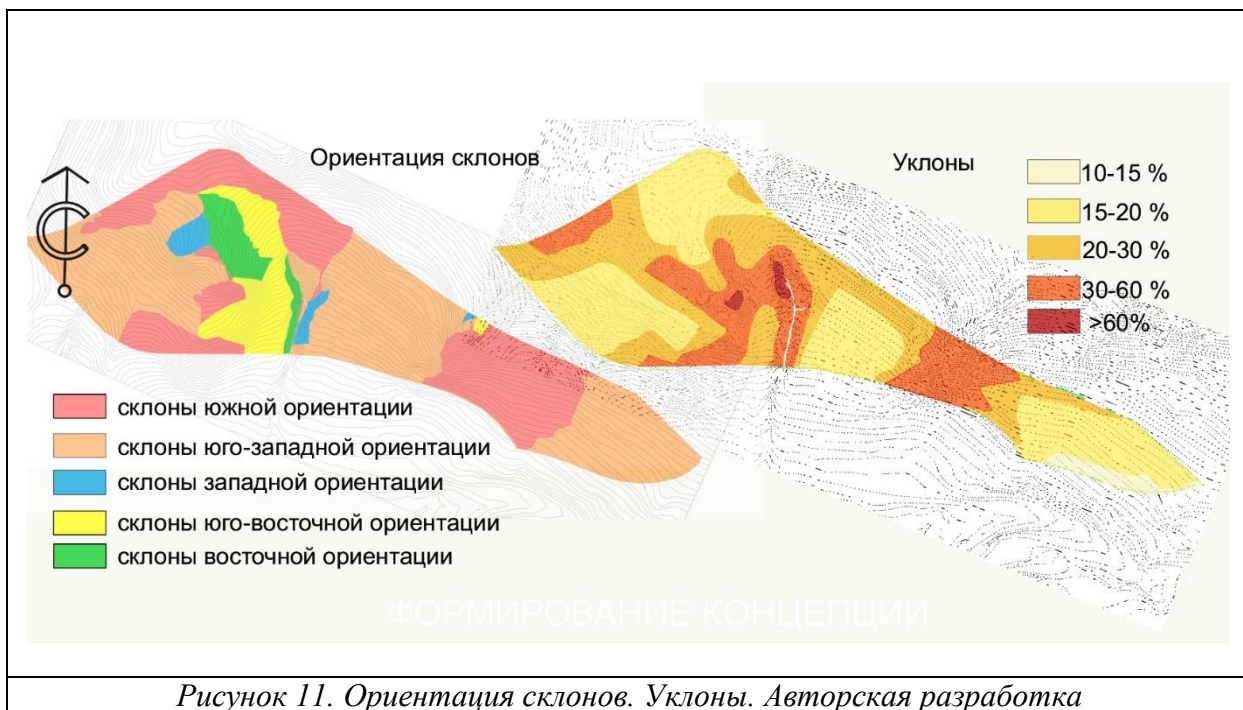 Ориентация склонов
Уклоны
10-15 %
15-20 %
20-30 %
30-60 %
>60%
С
склоны южной ориентации
склоны юго-западной ориентации
склоны западной ориентации
склоны юго-восточной ориентации
склоны восточной ориентации
ФОРМИРОВАНИЕ КОНЦЕПЦИИ
Рисунок 11. Ориентация склонов. Уклоны. Авторская разработка